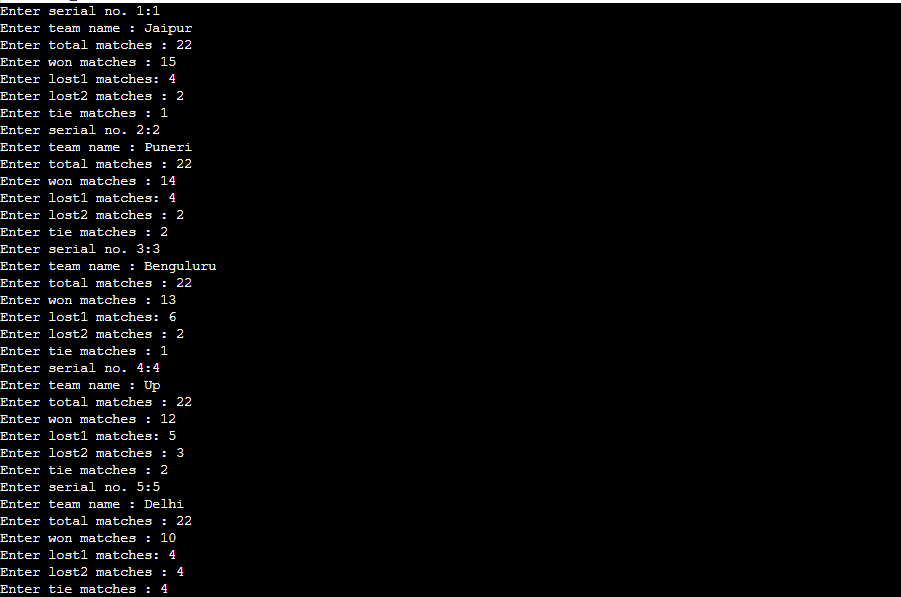 Enter serial no. 1:1
Enter team name : Jaipur
Enter total matches : 22
Enter won matches : 15
Enter lost1 matches: 4
Enter lost2 matches : 2
Enter tie matches : 1
Enter serial no. 2:2
Enter team name : Puneri
Enter total matches : 22
Enter won matches : 14
Enter lost1 matches: 4
Enter lost2 matches : 2
Enter tie matches : 2
Enter serial no. 3:3
Enter team name : Benguluru
Enter total matches : 22
Enter won matches : 13
Enter lost1 matches: 6
Enter lost2 matches : 2
Enter tie matches : 1
Enter serial no. 4:4
Enter team name : Up
Enter total matches : 22
Enter won matches : 12
Enter lost1 matches: 5
Enter lost2 matches : 3
Enter tie matches : 2
Enter serial no. 5:5
Enter team name : Delhi
Enter total matches : 22
Enter won matches : 10
Enter lost1 matches: 4
Enter lost2 matches : 4
Enter tie matches : 4